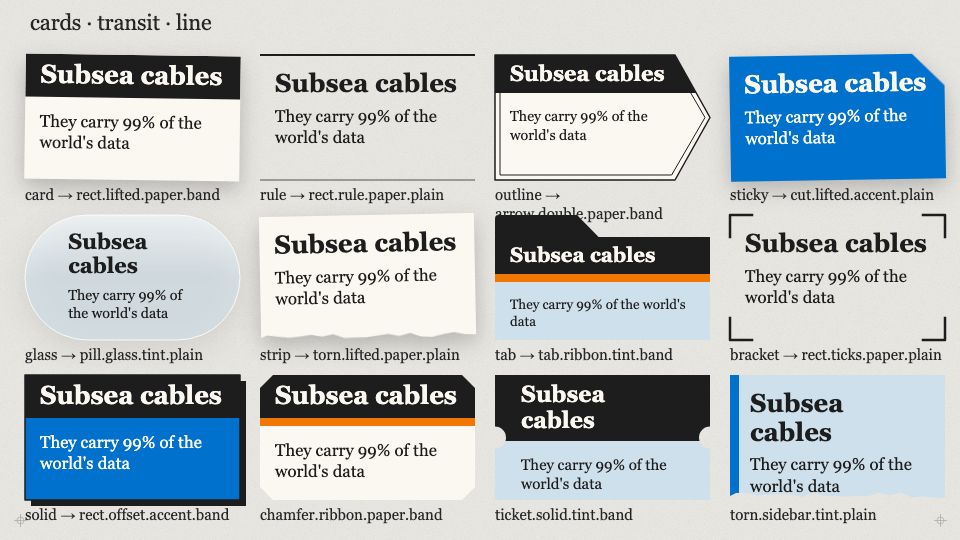 cards · transit · line
Subsea cables
They carry 99% of the
world's data
card → rect.lifted.paper.band
Subsea cables
They carry 99% of the
world's data
rule → rect.rule.paper.plain
Subsea cables
They carry 99% of the
world's data
outline →
arrow.double.paper.band
Subsea cables
They carry 99% of the
world's data
sticky → cut.lifted.accent.plain
Subsea
cables
They carry 99% of
the world's data
glass → pill.glass.tint.plain
Subsea cables
They carry 99% of the
world's data
strip → torn.lifted.paper.plain
Subsea cables
They carry 99% of the world's
data
tab → tab.ribbon.tint.band
Subsea cables
They carry 99% of the
world's data
bracket → rect.ticks.paper.plain
Subsea cables
They carry 99% of the
world's data
solid → rect.offset.accent.band
Subsea cables
They carry 99% of the
world's data
chamfer.ribbon.paper.band
Subsea
cables
They carry 99% of the
world's data
ticket.solid.tint.band
Subsea
cables
They carry 99% of the
world's data
torn.sidebar.tint.plain